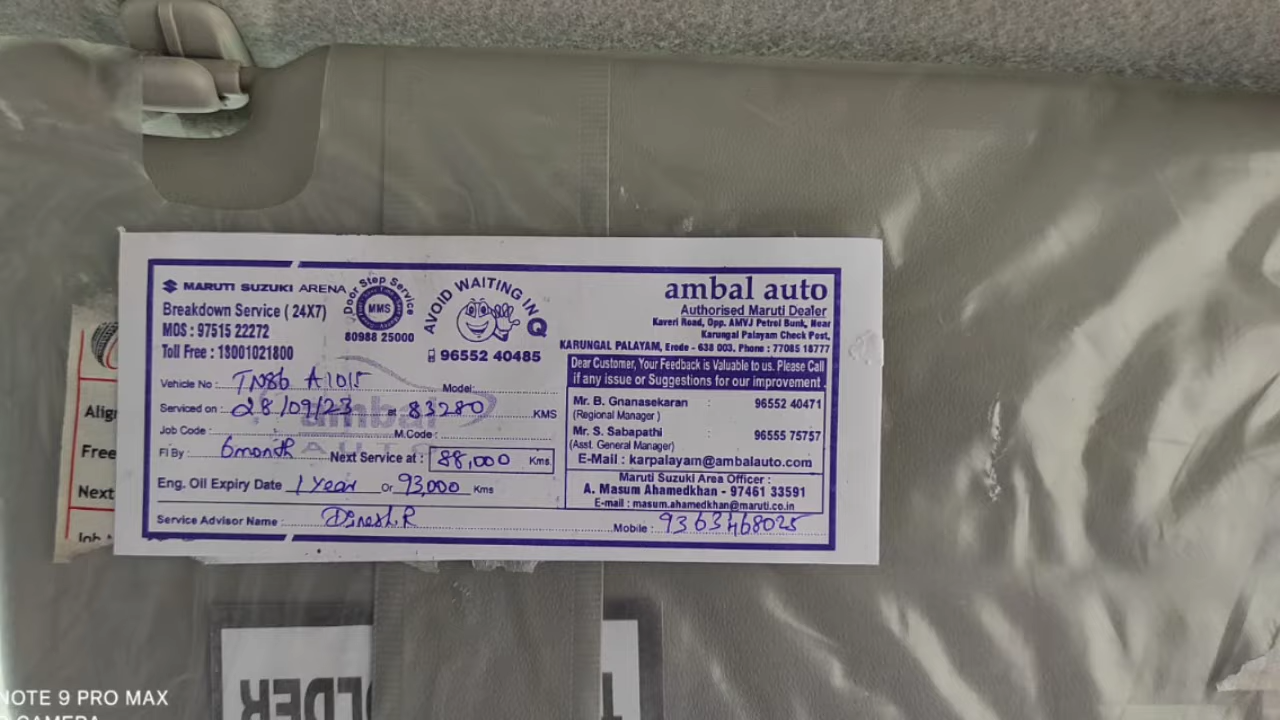 MARUTI SUZUKI ARENA
Breakdown Service ( 24X7)
MOS : 97515 22272
Toll Free : 18001021800
Door Step Service
MMS
80988 25000
AVOID WAITING IN Q
96552 40485
ambal auto
Authorised Maruti Dealer
Kaveri Road, Opp. AMVJ Petrol Bunk, Near
Karungal Palayam Check Post,
KARUNGAL PALAYAM, Erode - 638 003. Phone : 77085 18777
Vehicle No : TN86 A1015 Model:
Serviced on : 28/09/23 83280 KMS
Job Code : M.Code :
FI By : 6month Next Service at : 88,000 Kms
Eng. Oil Expiry Date 1 Year Or 93,000 Kms
Service Advisor Name : Dinesh.R Mobile : 9363468025
ambal
AUTO
Dear Customer, Your Feedback is Valuable to us. Please Call
if any issue or Suggestions for our improvement.
Mr. B. Gnanasekaran : 96552 40471
(Regional Manager )
Mr. S. Sabapathi : 96555 75757
(Asst. General Manager)
E-Mail : karpalayam@ambalauto.com
Maruti Suzuki Area Officer :
A. Masum Ahamedkhan - 97461 33591
E-mail : masum.ahamedkhan@maruti.co.in
Free
Next
NOTE 9 PRO MAX